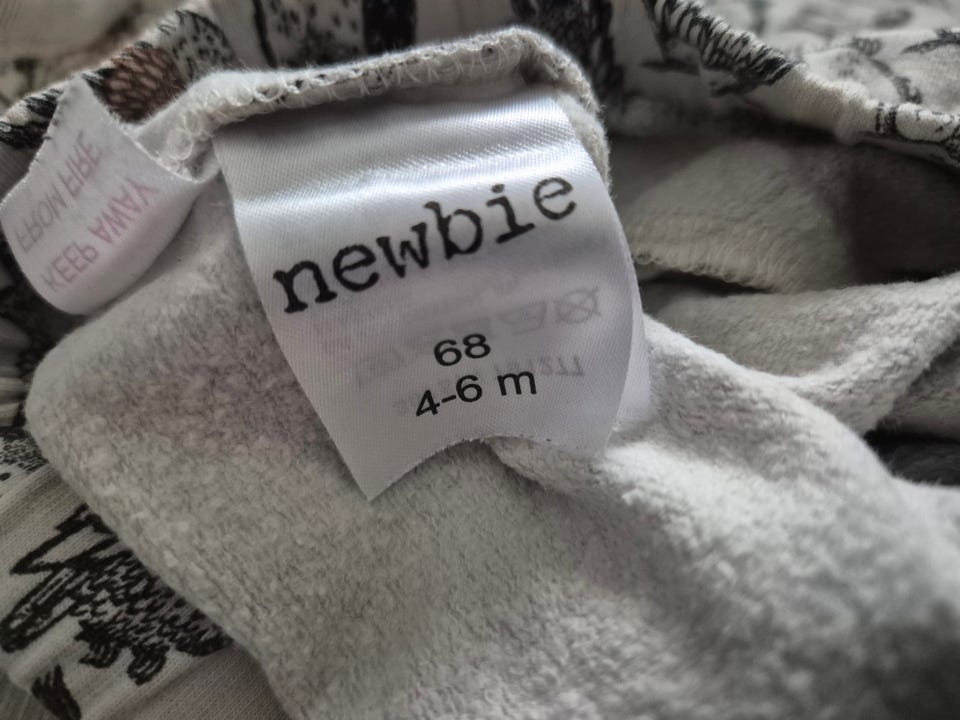 newbie
68
4-6 m
KEEP AWAY
FROM FIRE